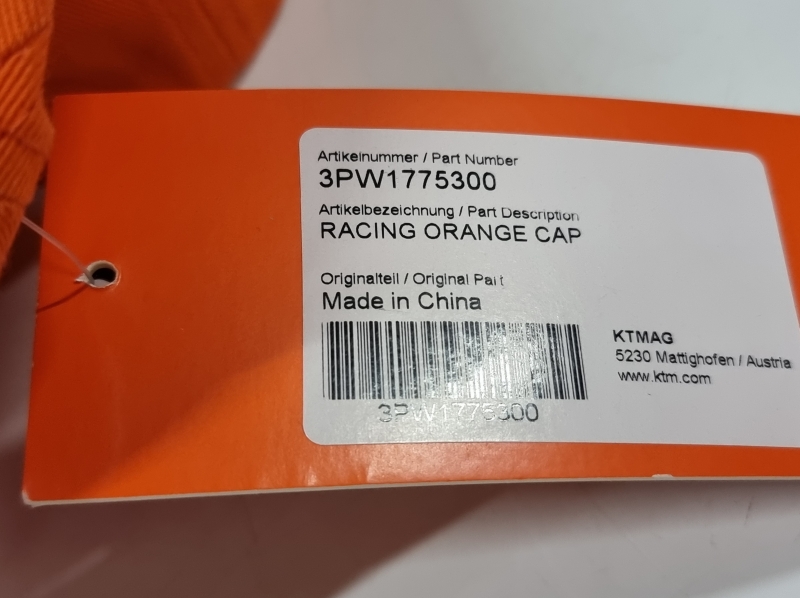 Artikelnummer / Part Number
3PW1775300
Artikelbezeichnung / Part Description
RACING ORANGE CAP
Originalteil / Original Part
Made in China
3PW1775300
KTMAG
5230 Mattighofen / Austria
www.ktm.com